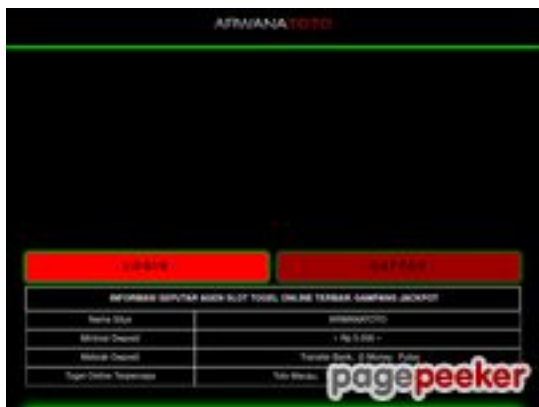 ARWANATOTO
LOGIN
DAFTAR
INFORMASI SEPUTAR AGEN SLOT TOGEL ONLINE TERBAIK GAMPANG JACKPOT
Nama Situs ARWANATOTO
Minimal Deposit Rp 5.000
Metode Deposit Transfer Bank, E-Money, Pulsa
Togel Online Terpercaya Toto Macau,
pagepeeker